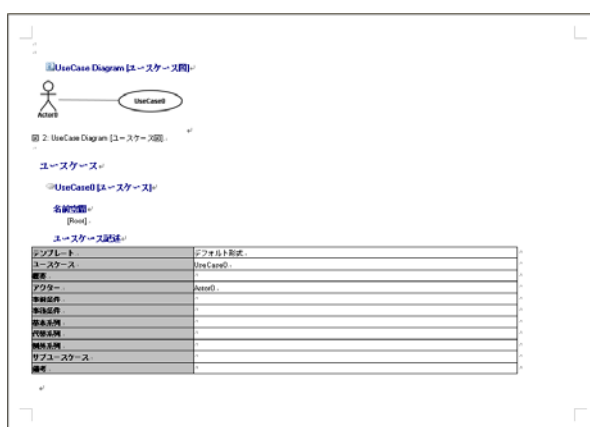 UseCase Diagram [ユースケース図]
UseCase0
Actor0
図 2: UseCase Diagram [ユースケース図]
ユースケース
UseCase0 [ユースケース]
名前空間
[Root]
ユースケース記述
テンプレート デフォルト形式
ユースケース UseCase0
概要
アクター Actor0
事前条件
事後条件
基本系列
代替系列
例外系列
サブユースケース
備考